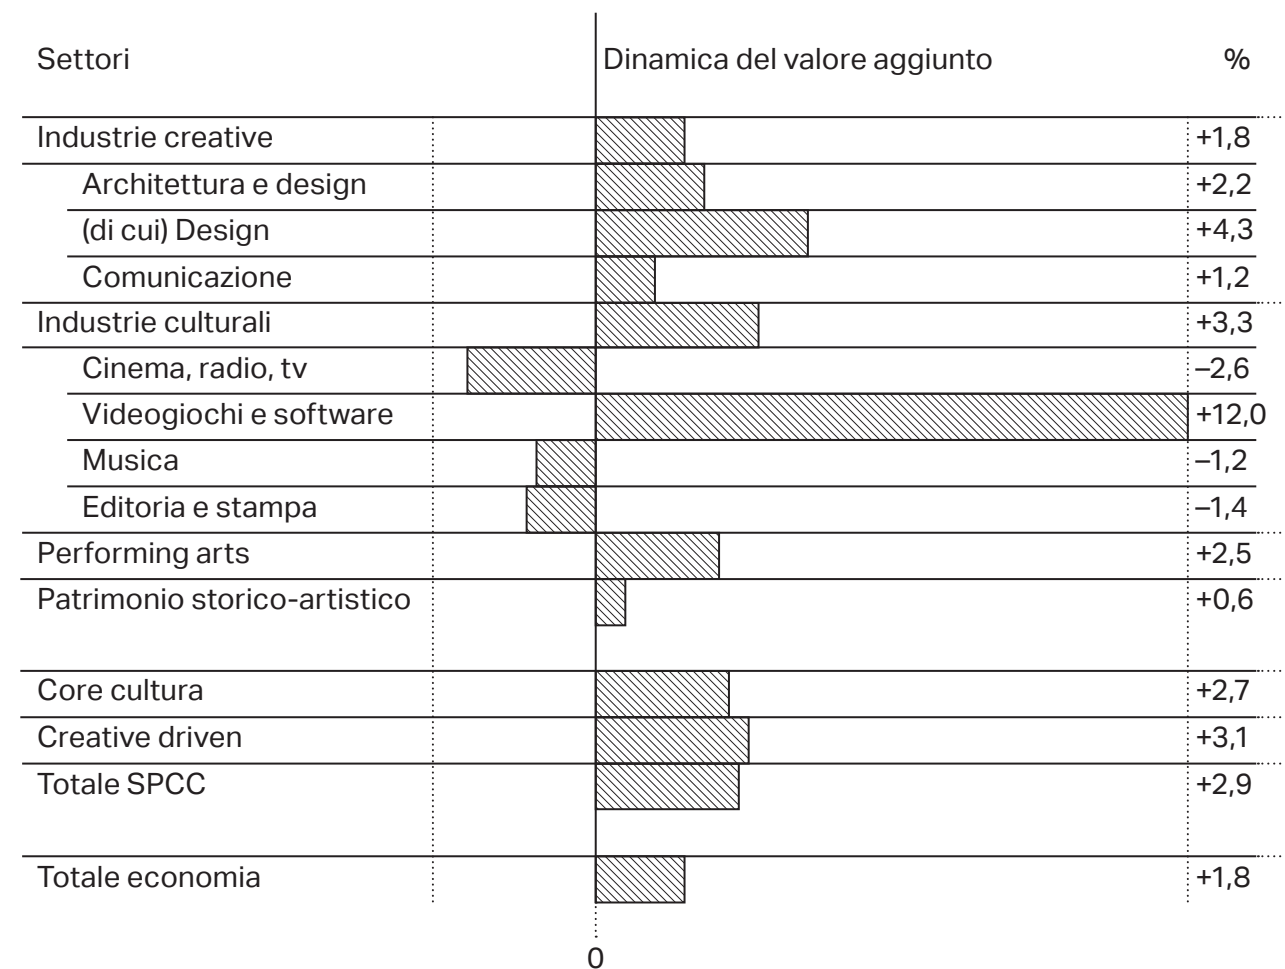 Settori Dinamica del valore aggiunto %
Industrie creative +1,8
Architettura e design +2,2
(di cui) Design +4,3
Comunicazione +1,2
Industrie culturali +3,3
Cinema, radio, tv –2,6
Videogiochi e software +12,0
Musica –1,2
Editoria e stampa –1,4
Performing arts +2,5
Patrimonio storico-artistico +0,6
Core cultura +2,7
Creative driven +3,1
Totale SPCC +2,9
Totale economia +1,8
0